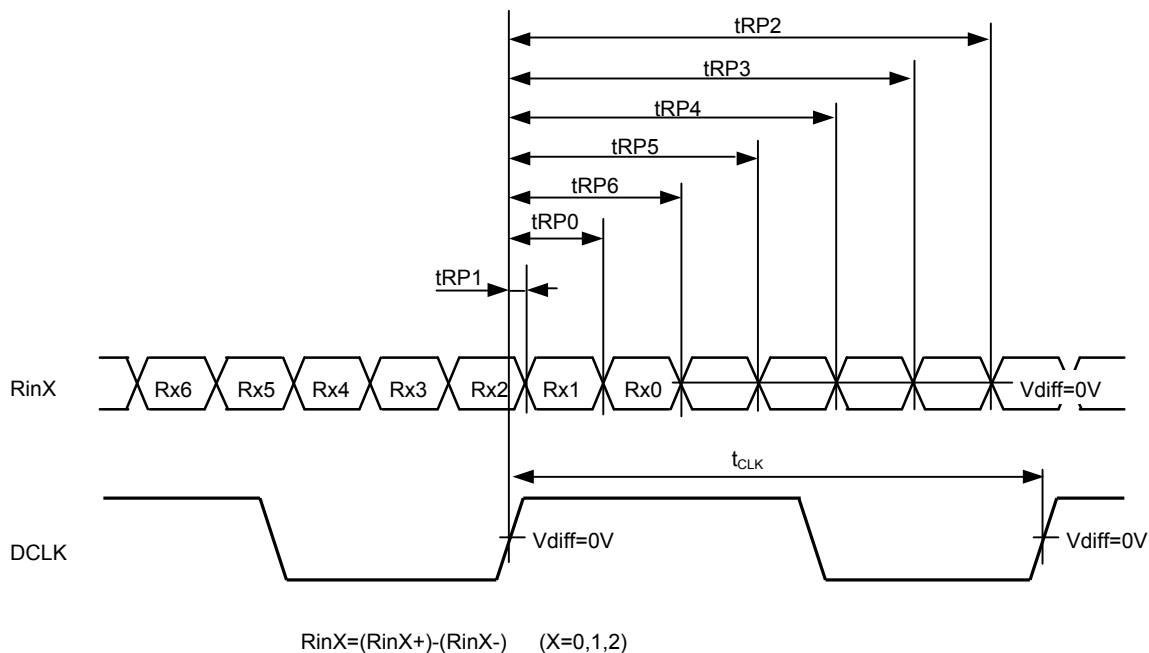 tRP2
tRP3
tRP4
tRP5
tRP6
tRP0
tRP1
RinX
Rx6 Rx5 Rx4 Rx3 Rx2 Rx1 Rx0
Vdiff=0V
tCLK
DCLK
Vdiff=0V
Vdiff=0V
RinX=(RinX+)-(RinX-) (X=0,1,2)